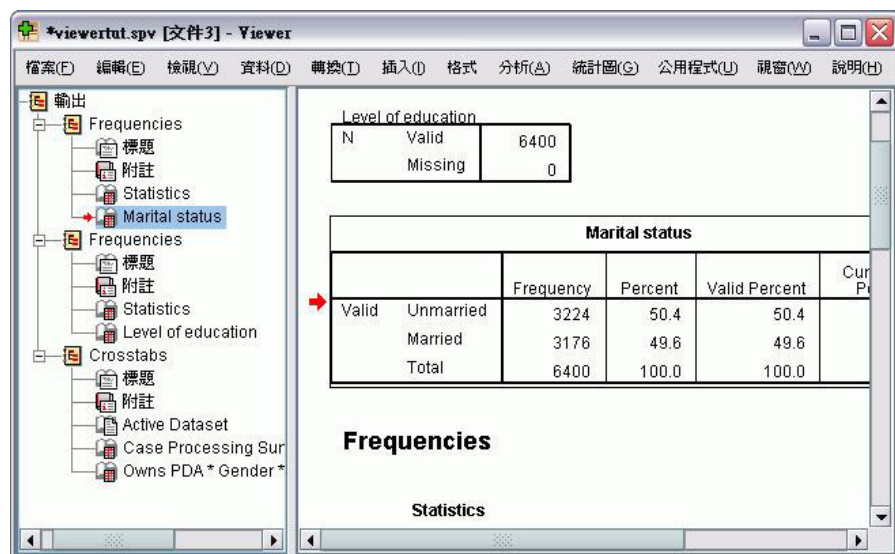 *viewertut.spv [文件3] - Viewer
檔案(F) 編輯(E) 檢視(V) 資料(D) 轉換(T) 插入(I) 格式 分析(A) 統計圖(G) 公用程式(U) 視窗(W) 說明(H)
輸出
Frequencies
標題
附註
Statistics
Marital status
Frequencies
標題
附註
Statistics
Level of education
Crosstabs
標題
附註
Active Dataset
Case Processing Sur
Owns PDA * Gender *
Level of education
N Valid 6400
Missing 0
Marital status
Frequency Percent Valid Percent Cur
P
Valid Unmarried 3224 50.4 50.4
Married 3176 49.6 49.6
Total 6400 100.0 100.0
Frequencies
Statistics